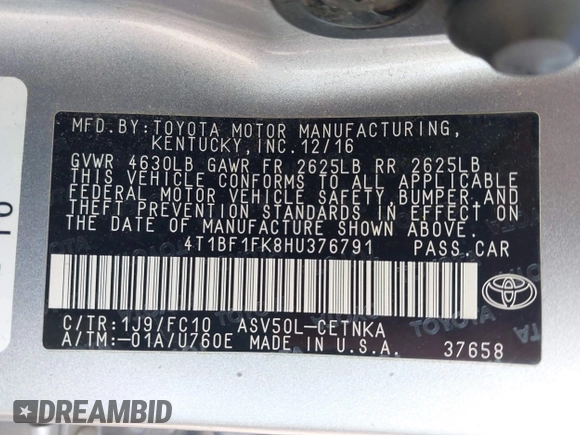 MFD.BY:TOYOTA MOTOR MANUFACTURING,
KENTUCKY,INC.12/16
GVWR 4630LB GAWR FR 2625LB RR 2625LB
THIS VEHICLE CONFORMS TO ALL APPLICABLE
FEDERAL MOTOR VEHICLE SAFETY,BUMPER,AND
THEFT PREVENTION STANDARDS IN EFFECT ON
THE DATE OF MANUFACTURE SHOWN ABOVE.
4T1BF1FK8HU376791 PASS.CAR
C/TR:1J9/FC10 ASV50L-CETNKA
A/TM:-01A/U760E MADE IN U.S.A. 37658
DREAMBID